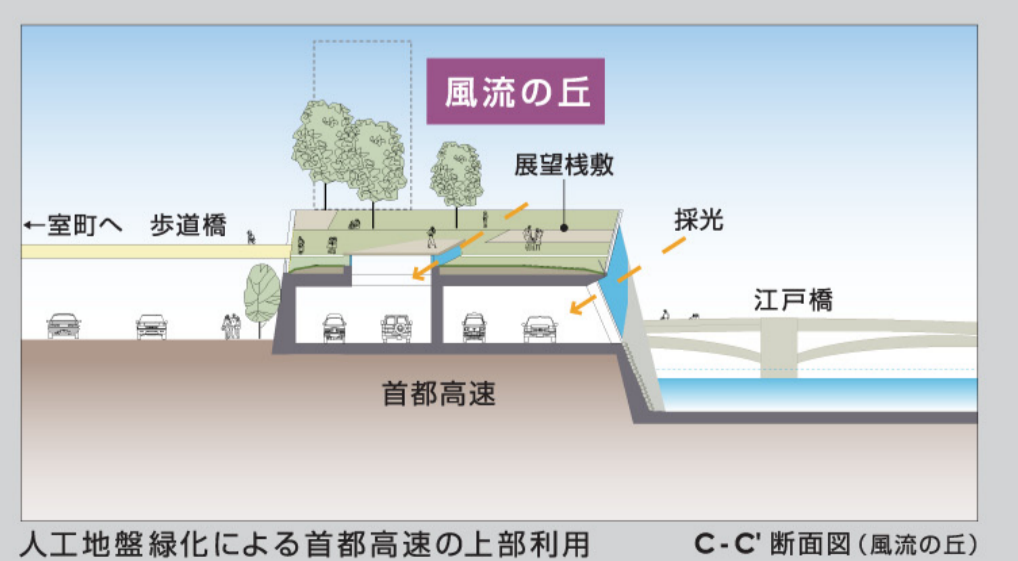 風流の丘
展望桟敷
←室町へ 歩道橋
採光
江戸橋
首都高速
人工地盤緑化による首都高速の上部利用
C-C' 断面図(風流の丘)